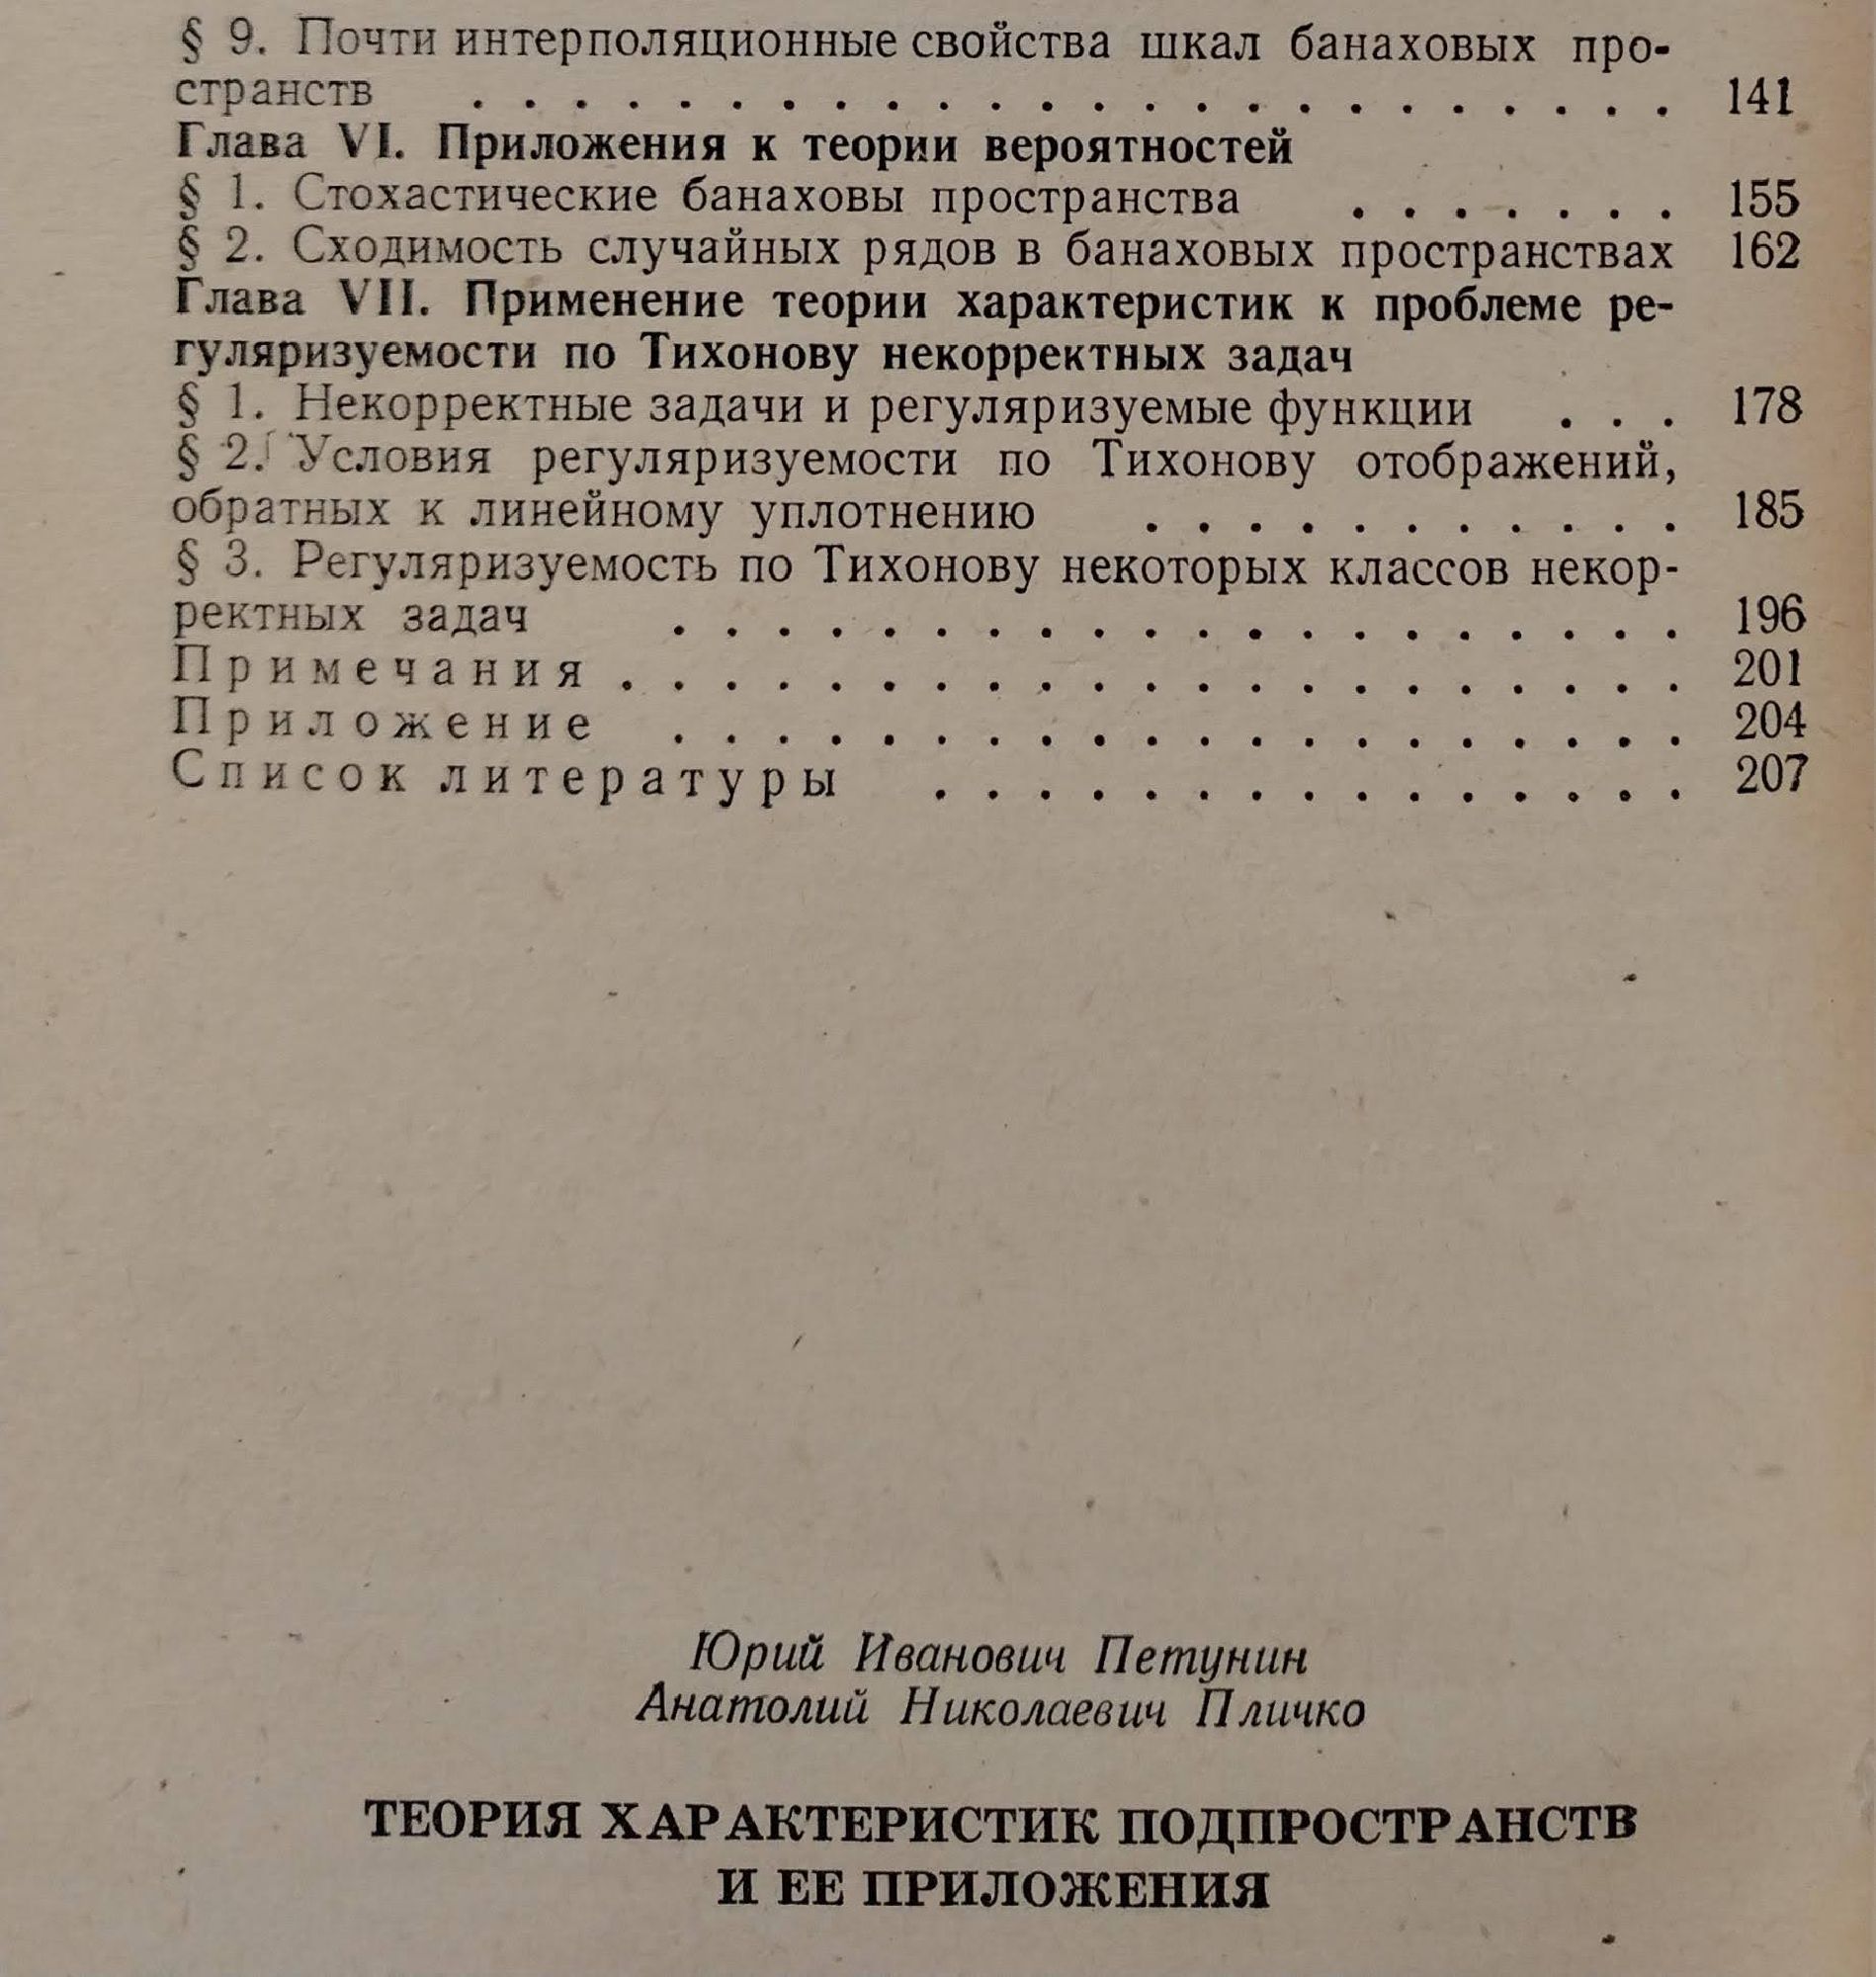 § 9. Почти интерполяционные свойства шкал банаховых про-
странств . . . . . . . . . . . . . . . . . . . . . . . . 141
Глава VI. Приложения к теории вероятностей
§ 1. Стохастические банаховы пространства . . . . . . . 155
§ 2. Сходимость случайных рядов в банаховых пространствах 162
Глава VII. Применение теории характеристик к проблеме ре-
гуляризуемости по Тихонову некорректных задач
§ 1. Некорректные задачи и регуляризуемые функции . . . 178
§ 2. Условия регуляризуемости по Тихонову отображений,
обратных к линейному уплотнению . . . . . . . . . . . 185
§ 3. Регуляризуемость по Тихонову некоторых классов некор-
ректных задач . . . . . . . . . . . . . . . . . . . . 196
Примечания . . . . . . . . . . . . . . . . . . . . . 201
Приложение . . . . . . . . . . . . . . . . . . . . 204
Список литературы . . . . . . . . . . . . . . . 207
Юрий Иванович Петунин
Анатолий Николаевич Пличко
ТЕОРИЯ ХАРАКТЕРИСТИК ПОДПРОСТРАНСТВ
И ЕЕ ПРИЛОЖЕНИЯ